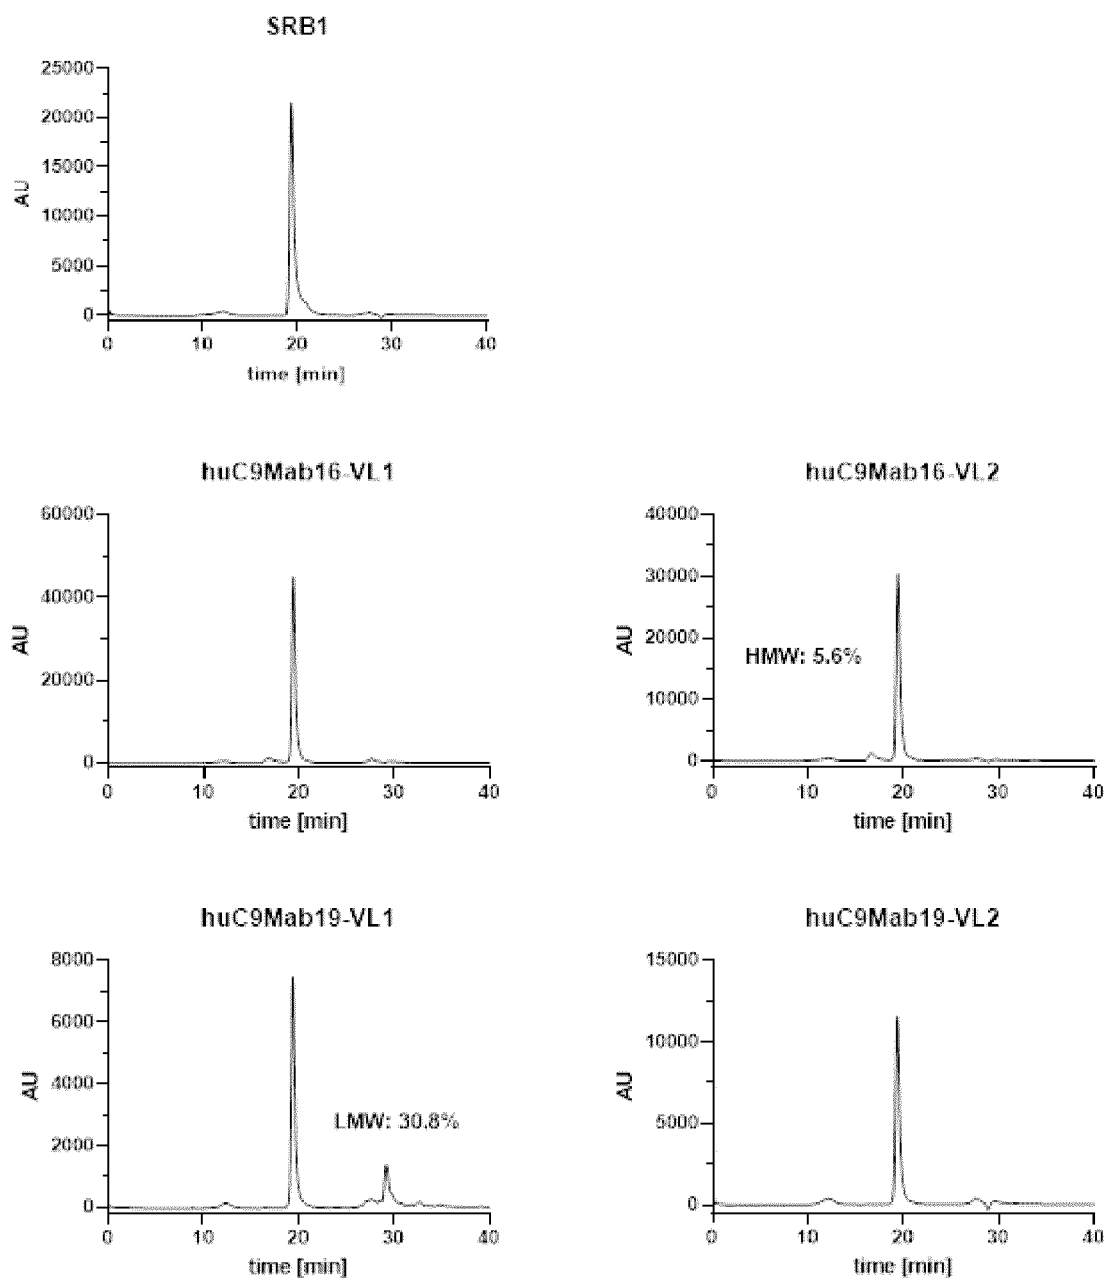 SRB1
25000
20000
15000
10000
5000
0
AU
0 10 20 30 40
time [min]
huC9Mab16-VL1
60000
40000
20000
0
AU
0 10 20 30 40
time [min]
huC9Mab16-VL2
40000
30000
20000
10000
0
AU
HMW: 5.6%
0 10 20 30 40
time [min]
huC9Mab19-VL1
8000
6000
4000
2000
0
AU
LMW: 30.8%
0 10 20 30 40
time [min]
huC9Mab19-VL2
15000
10000
5000
0
AU
0 10 20 30 40
time [min]